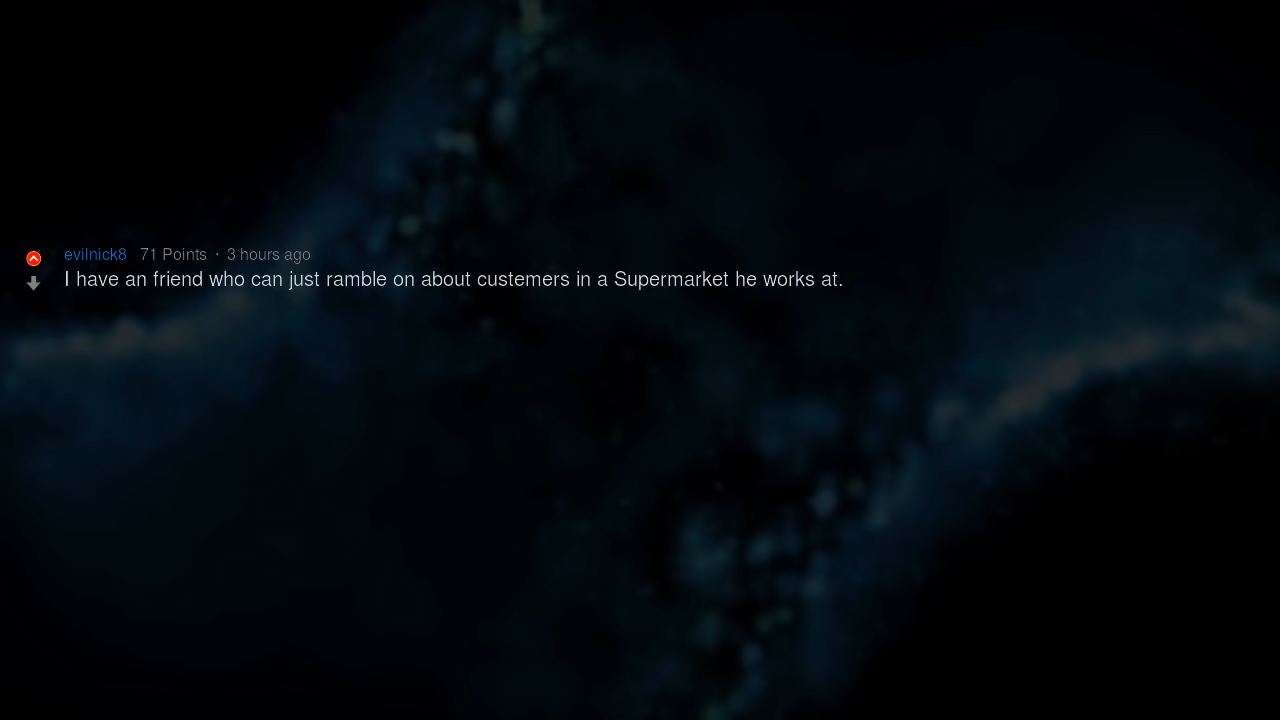 evilnick8 71 Points · 3 hours ago
I have an friend who can just ramble on about custemers in a Supermarket he works at.